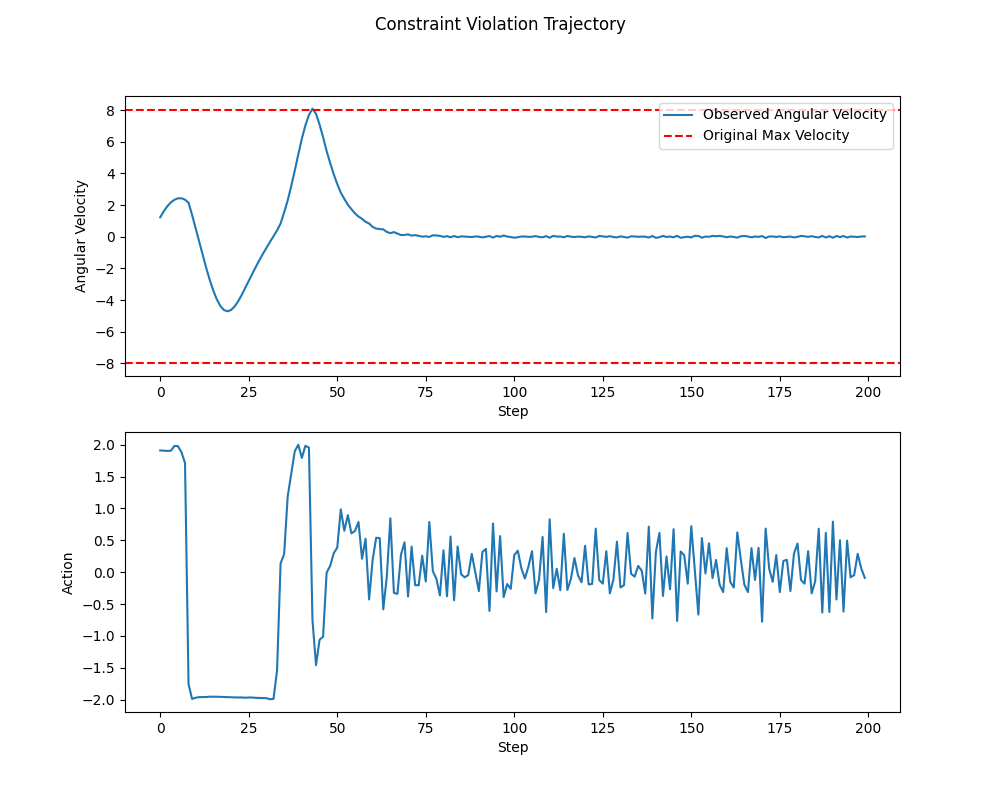 Constraint Violation Trajectory
8
6
4
2
0
−2
−4
−6
−8
Angular Velocity
Observed Angular Velocity
Original Max Velocity
0 25 50 75 100 125 150 175 200
Step
2.0
1.5
1.0
0.5
0.0
−0.5
−1.0
−1.5
−2.0
Action
0 25 50 75 100 125 150 175 200
Step